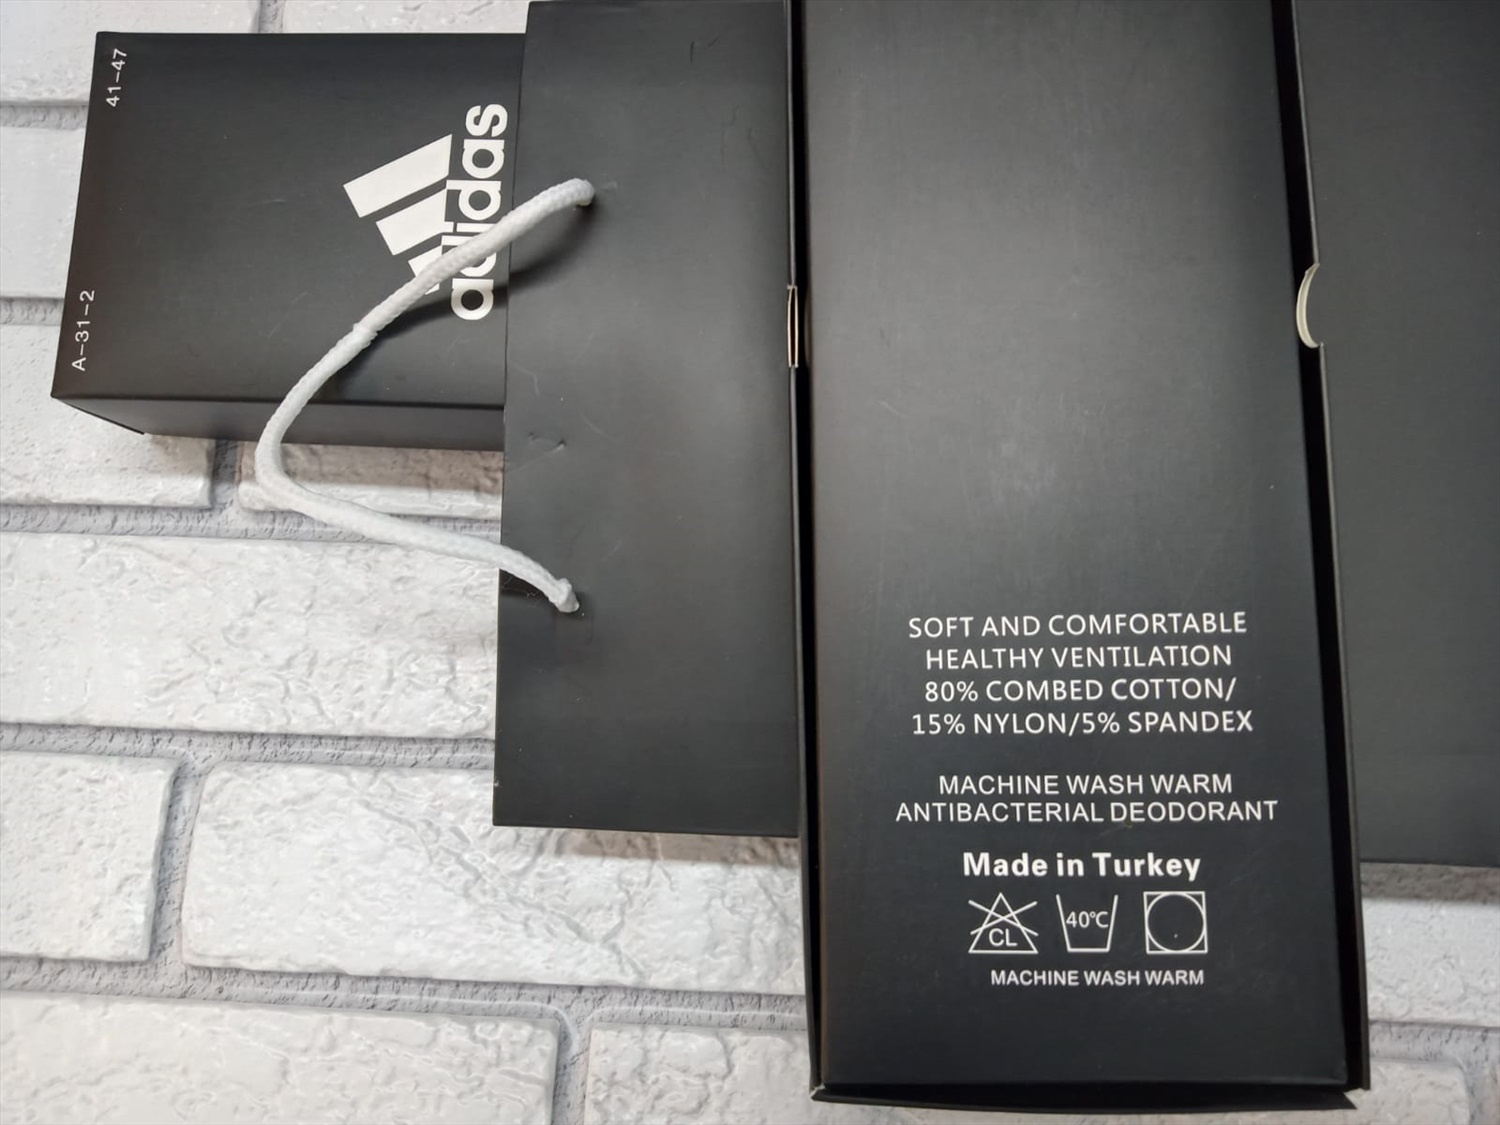 41-47
A-31-2
adidas
SOFT AND COMFORTABLE
HEALTHY VENTILATION
80% COMBED COTTON/
15% NYLON/5% SPANDEX
MACHINE WASH WARM
ANTIBACTERIAL DEODORANT
Made in Turkey
CL 40°C
MACHINE WASH WARM